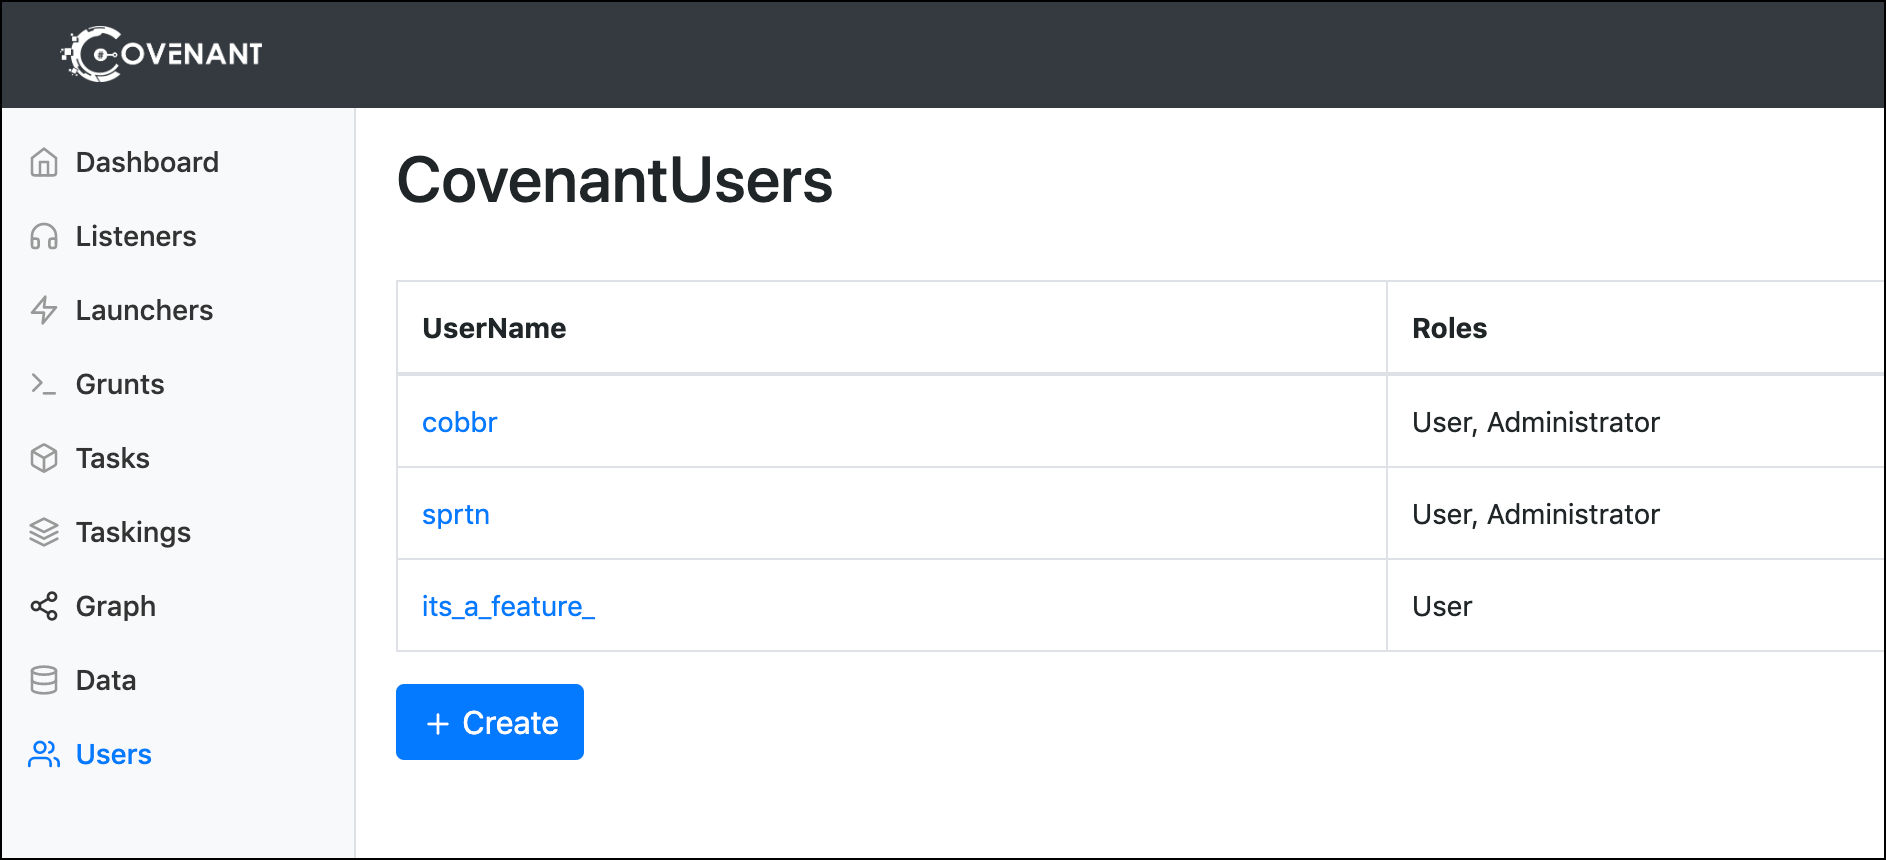 COVENANT
Dashboard
Listeners
Launchers
Grunts
Tasks
Taskings
Graph
Data
Users
CovenantUsers
UserName Roles
cobbr User, Administrator
sprtn User, Administrator
its_a_feature_ User
+ Create